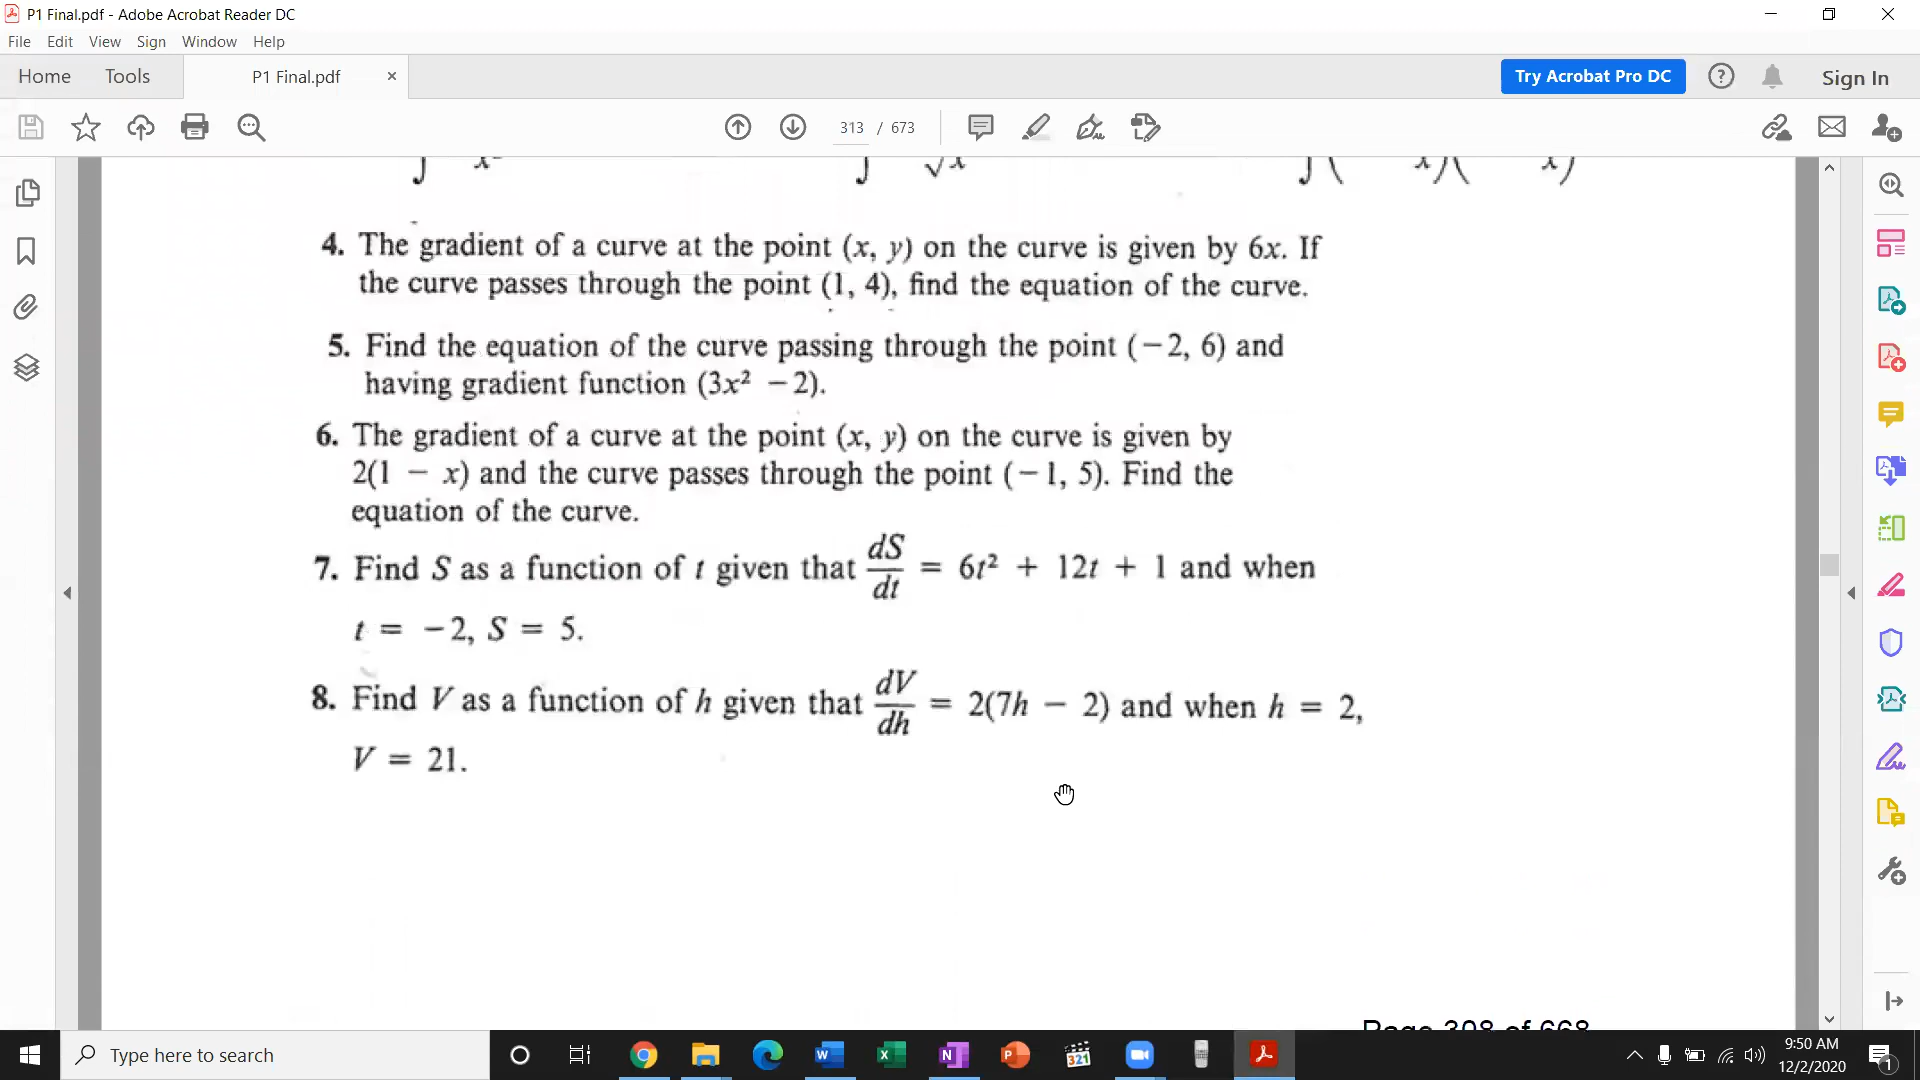 P1 Final.pdf - Adobe Acrobat Reader DC
File Edit View Sign Window Help
Home Tools P1 Final.pdf × Try Acrobat Pro DC Sign In
313 / 673
4. The gradient of a curve at the point (x, y) on the curve is given by 6x. If
the curve passes through the point (1, 4), find the equation of the curve.
5. Find the equation of the curve passing through the point (−2, 6) and
having gradient function (3x² − 2).
6. The gradient of a curve at the point (x, y) on the curve is given by
2(1 − x) and the curve passes through the point (−1, 5). Find the
equation of the curve.
7. Find S as a function of t given that dS/dt = 6t² + 12t + 1 and when
t = −2, S = 5.
8. Find V as a function of h given that dV/dh = 2(7h − 2) and when h = 2,
V = 21.
Page 308 of 668
Type here to search
9:50 AM
12/2/2020